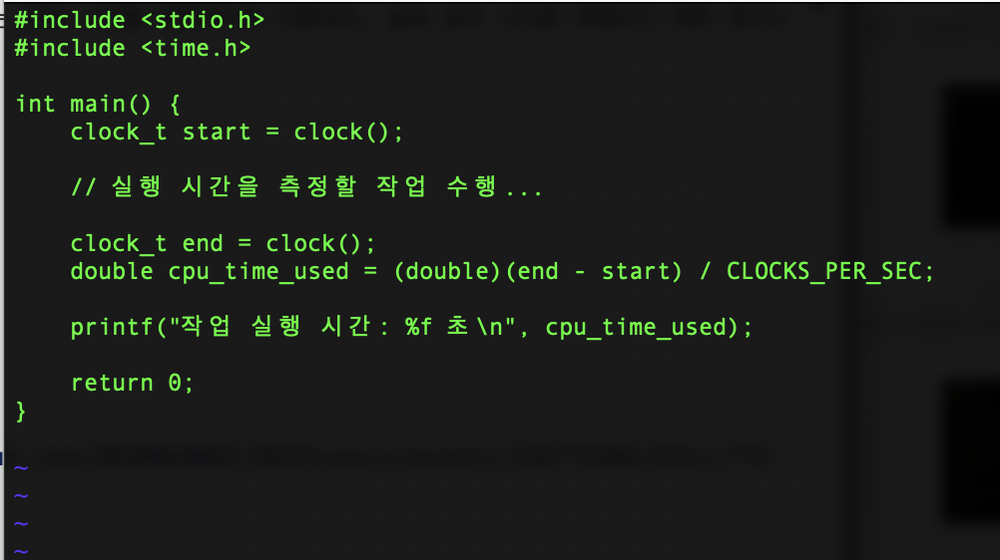 #include <stdio.h>
#include <time.h>
int main() {
    clock_t start = clock();
    // 실행 시간을 측정할 작업 수행...
    clock_t end = clock();
    double cpu_time_used = (double)(end - start) / CLOCKS_PER_SEC;
    printf("작업 실행 시간: %f 초\n", cpu_time_used);
    return 0;
}
~
~
~
~